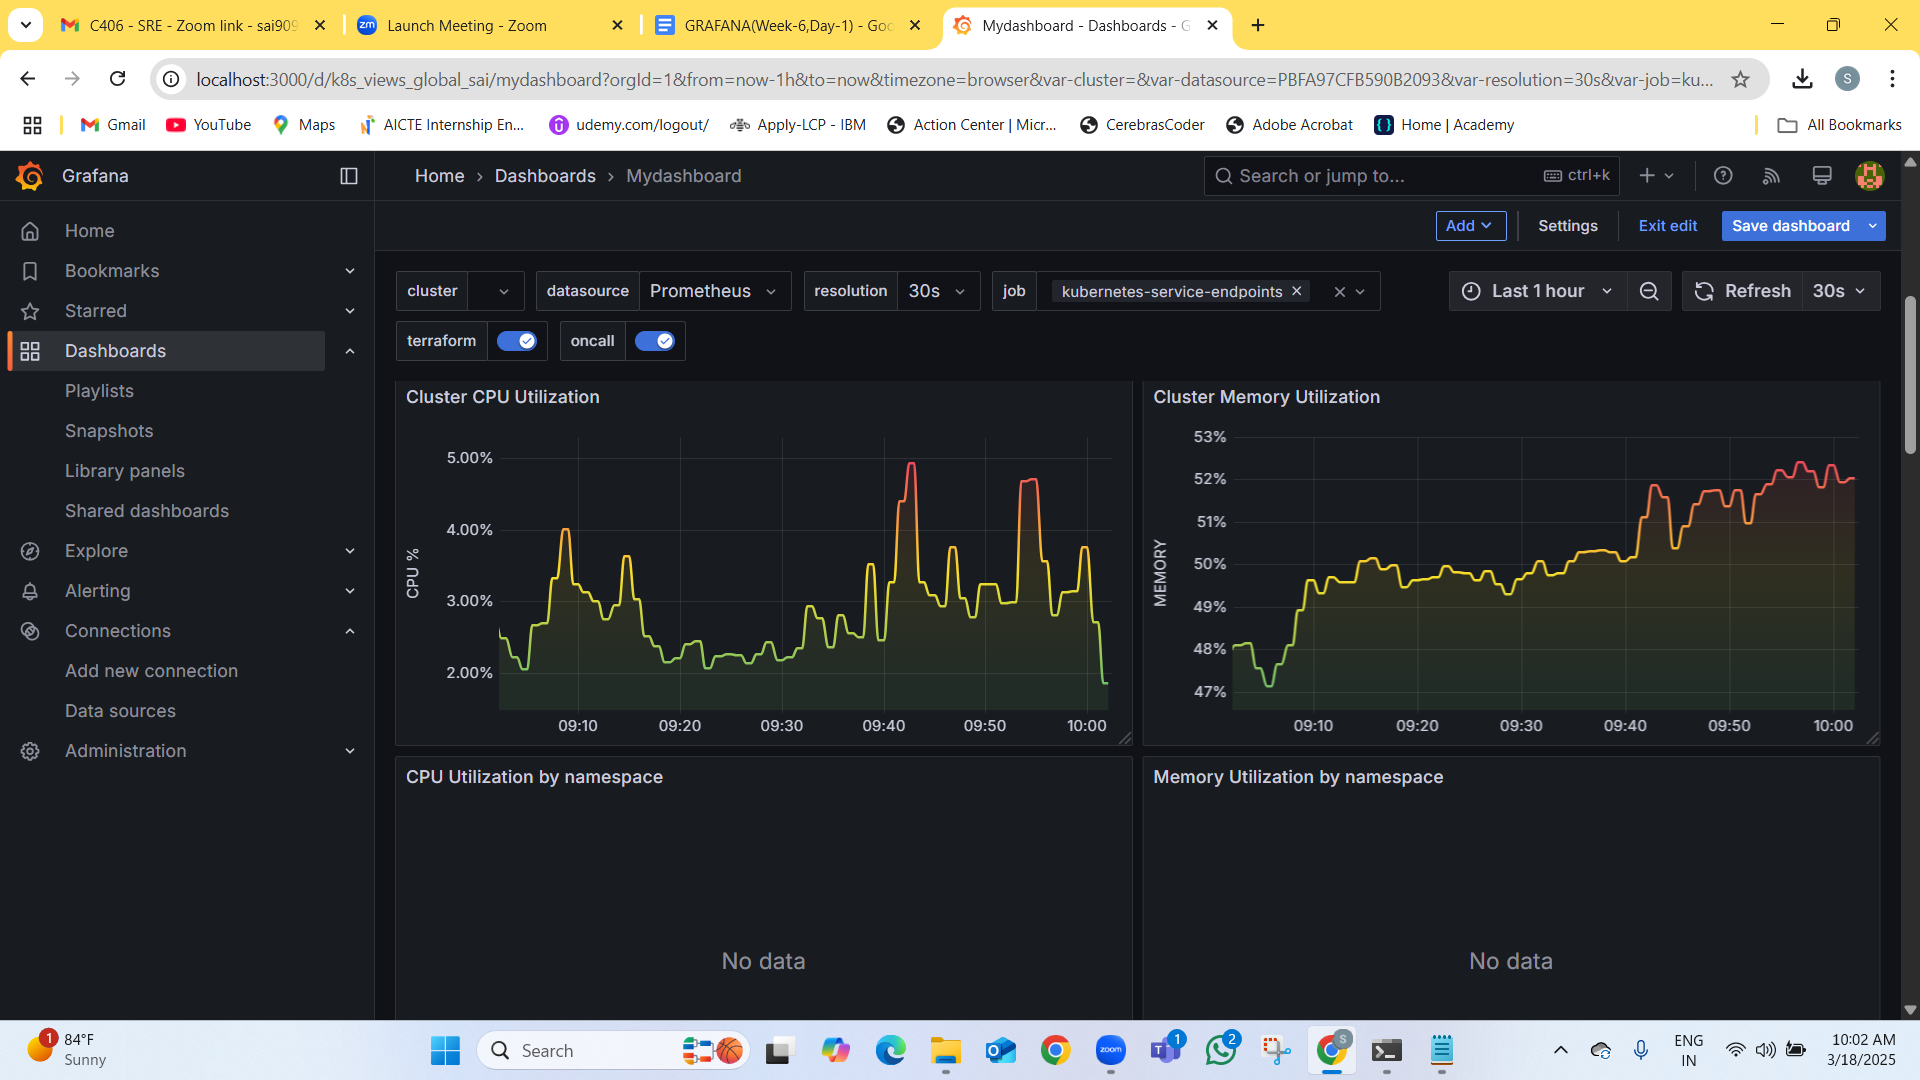 C406 - SRE - Zoom link - sai909
zm Launch Meeting - Zoom
GRAFANA(Week-6,Day-1) - Goo
Mydashboard - Dashboards - G
localhost:3000/d/k8s_views_global_sai/mydashboard?orgId=1&from=now-1h&to=now&timezone=browser&var-cluster=&var-datasource=PBFA97CFB590B2093&var-resolution=30s&var-job=ku...
S
Gmail
YouTube
Maps
AICTE Internship En...
udemy.com/logout/
Apply-LCP - IBM
Action Center | Micr...
CerebrasCoder
Adobe Acrobat
Home | Academy
All Bookmarks
Grafana
Home › Dashboards › Mydashboard
Search or jump to...
ctrl+k
Add
Settings
Exit edit
Save dashboard
Home
Bookmarks
Starred
Dashboards
Playlists
Snapshots
Library panels
Shared dashboards
Explore
Alerting
Connections
Add new connection
Data sources
Administration
cluster
datasource Prometheus
resolution 30s
job kubernetes-service-endpoints
Last 1 hour
Refresh 30s
terraform
oncall
Cluster CPU Utilization
CPU %
5.00%
4.00%
3.00%
2.00%
09:10 09:20 09:30 09:40 09:50 10:00
Cluster Memory Utilization
MEMORY
53%
52%
51%
50%
49%
48%
47%
09:10 09:20 09:30 09:40 09:50 10:00
CPU Utilization by namespace
No data
Memory Utilization by namespace
No data
1
84°F
Sunny
Search
zoom
1
2
S
ENG
IN
10:02 AM
3/18/2025